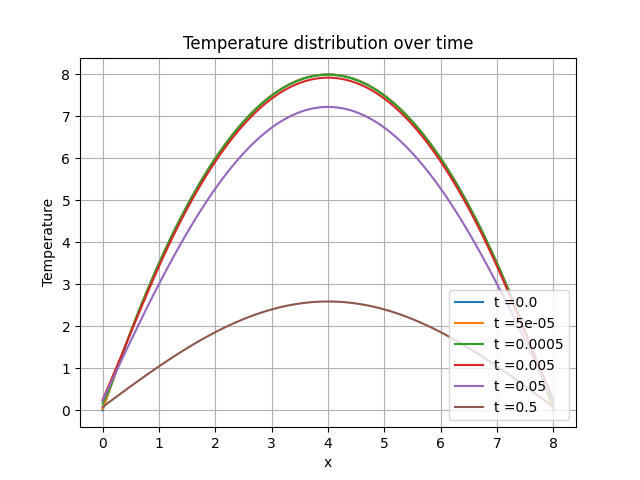 Temperature distribution over time
Temperature
8
7
6
5
4
3
2
1
0
t =0.0
t =5e-05
t =0.0005
t =0.005
t =0.05
t =0.5
0 1 2 3 4 5 6 7 8
x